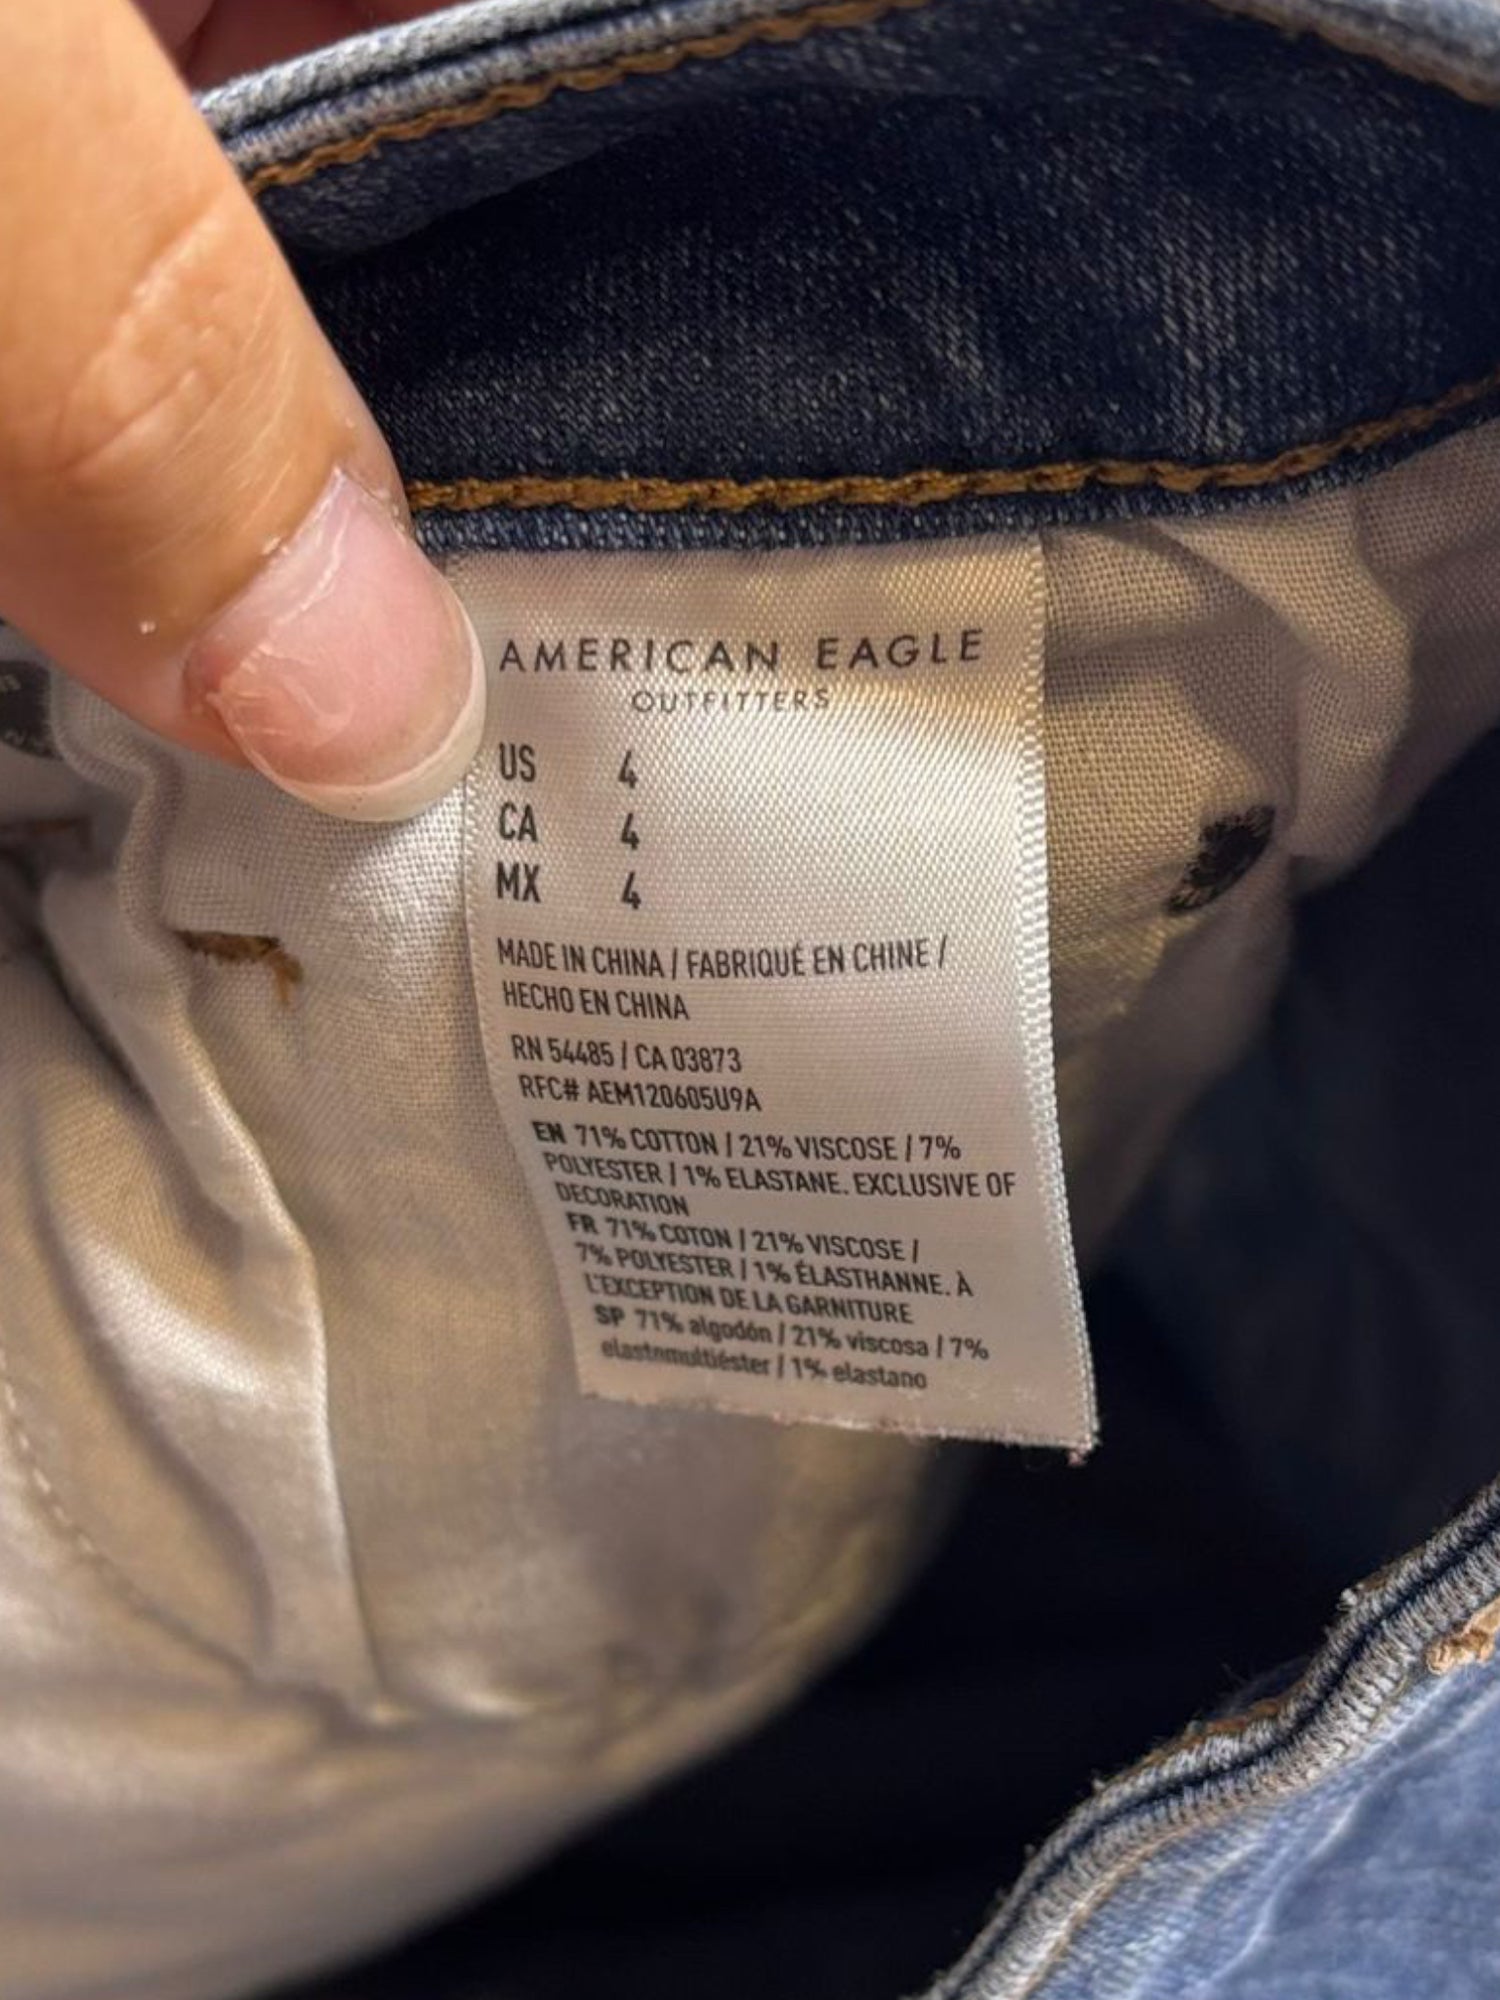 AMERICAN EAGLE
OUTFITTERS
US 4
CA 4
MX 4
MADE IN CHINA / FABRIQUÉ EN CHINE /
HECHO EN CHINA
RN 54485 / CA 03873
RFC# AEM120605U9A
EN 71% COTTON / 21% VISCOSE / 7%
POLYESTER / 1% ELASTANE. EXCLUSIVE OF
DECORATION
FR 71% COTON / 21% VISCOSE /
7% POLYESTER / 1% ÉLASTHANNE. À
L'EXCEPTION DE LA GARNITURE
SP 71% algodón / 21% viscosa / 7%
elastnmultiéster / 1% elastano